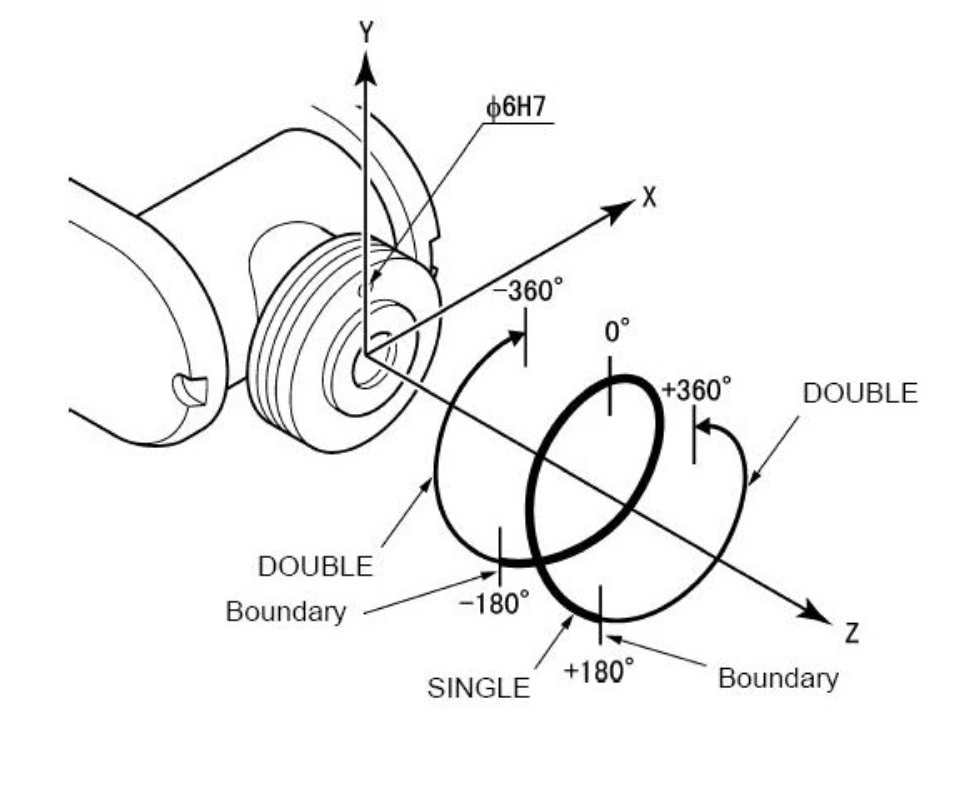 Y
ϕ6H7
X
−360°
0°
+360°
DOUBLE
DOUBLE
Boundary
−180°
Z
SINGLE
+180°
Boundary